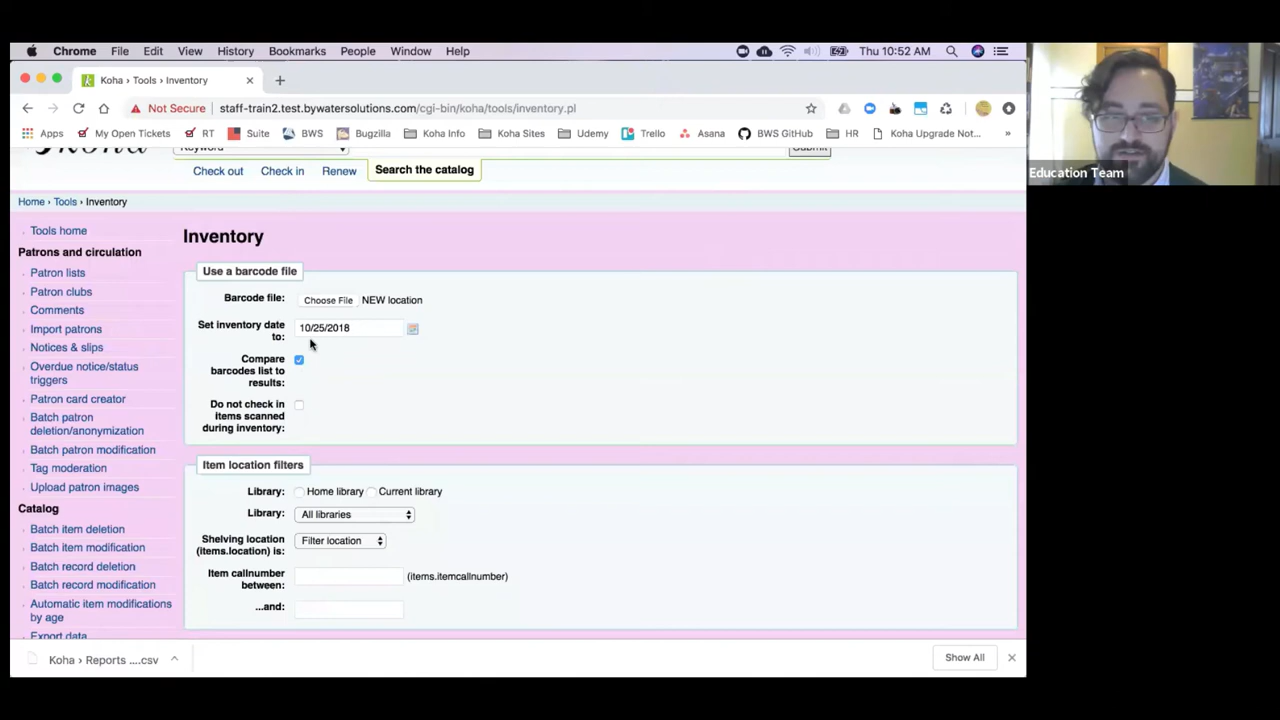 Chrome File Edit View History Bookmarks People Window Help Thu 10:52 AM
Koha › Tools › Inventory
Not Secure staff-train2.test.bywatersolutions.com/cgi-bin/koha/tools/inventory.pl
Apps My Open Tickets RT Suite BWS Bugzilla Koha Info Koha Sites Udemy Trello Asana BWS GitHub HR Koha Upgrade Not... »
Keyword Submit
Check out Check in Renew Search the catalog
Education Team
Home › Tools › Inventory
Tools home
Patrons and circulation
Patron lists
Patron clubs
Comments
Import patrons
Notices & slips
Overdue notice/status
triggers
Patron card creator
Batch patron
deletion/anonymization
Batch patron modification
Tag moderation
Upload patron images
Catalog
Batch item deletion
Batch item modification
Batch record deletion
Batch record modification
Automatic item modifications
by age
Export data
Inventory
Use a barcode file
Barcode file: Choose File NEW location
Set inventory date
to: 10/25/2018
Compare
barcodes list to
results:
Do not check in
items scanned
during inventory:
Item location filters
Library: Home library Current library
Library: All libraries
Shelving location
(items.location) is: Filter location
Item callnumber
between: (items.itemcallnumber)
...and:
Koha › Reports ....csv
Show All